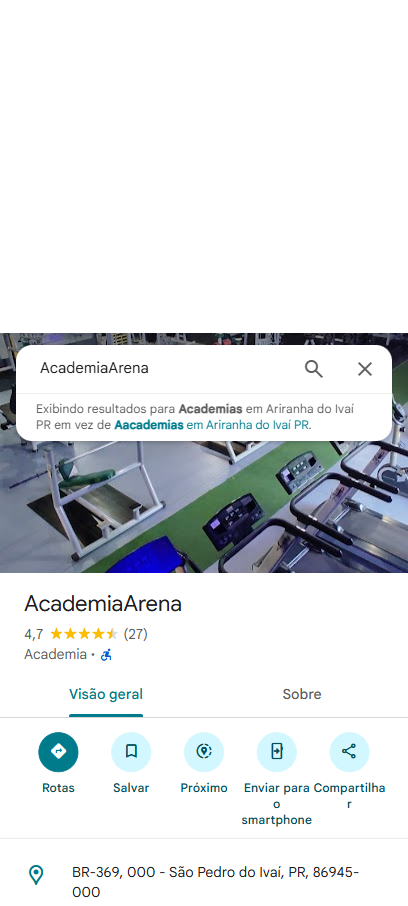 AcademiaArena
Exibindo resultados para Academias em Ariranha do Ivaí
PR em vez de Aacademias em Ariranha do Ivaí PR.
AcademiaArena
4,7 (27)
Academia ·
Visão geral Sobre
Rotas Salvar Próximo Enviar para Compartilha
o r
smartphone
BR-369, 000 - São Pedro do Ivaí, PR, 86945-
000